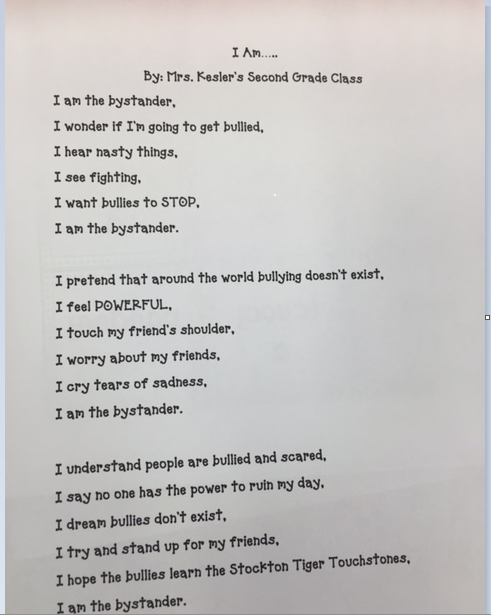 I Am.....
By: Mrs. Kesler's Second Grade Class
I am the bystander,
I wonder if I'm going to get bullied,
I hear nasty things,
I see fighting,
I want bullies to STOP,
I am the bystander.
I pretend that around the world bullying doesn't exist,
I feel POWERFUL,
I touch my friend's shoulder,
I worry about my friends,
I cry tears of sadness,
I am the bystander.
I understand people are bullied and scared,
I say no one has the power to ruin my day,
I dream bullies don't exist,
I try and stand up for my friends,
I hope the bullies learn the Stockton Tiger Touchstones,
I am the bystander.